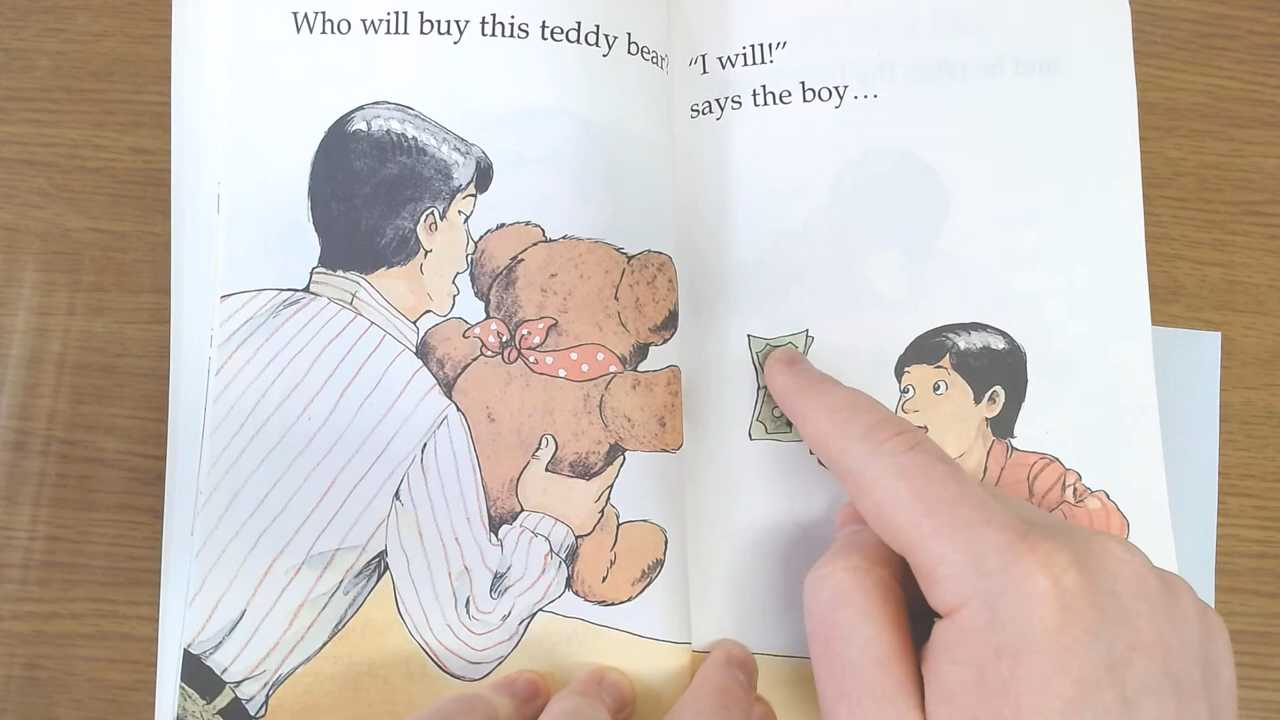 Who will buy this teddy bear?
“I will!”
says the boy…